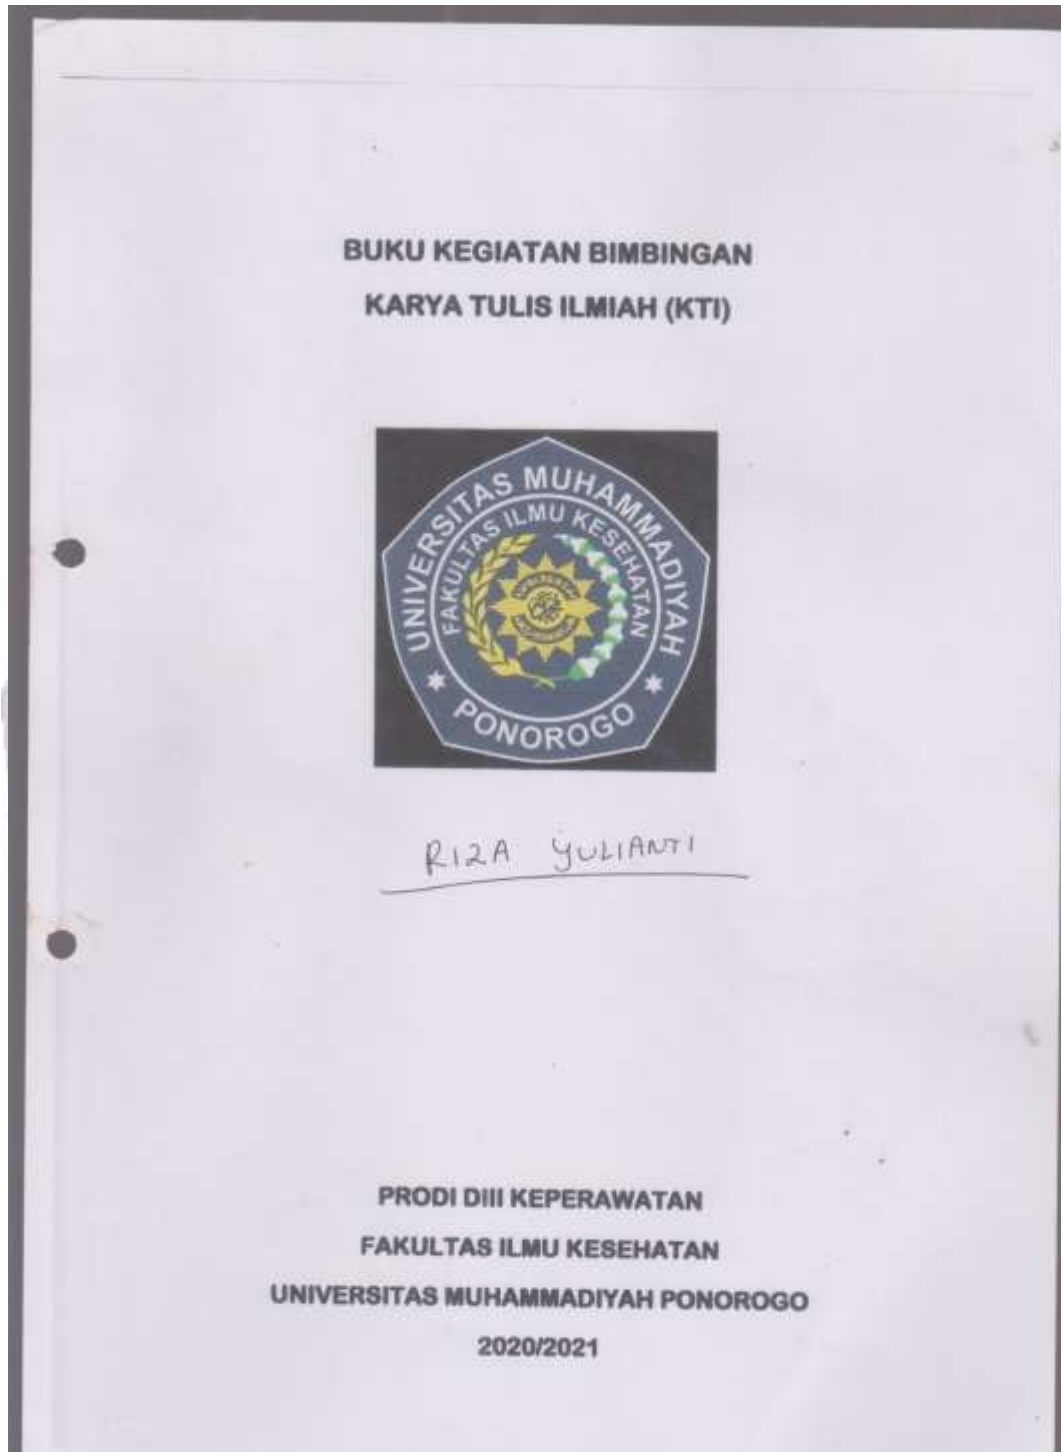 BUKU KEGIATAN BIMBINGAN
KARYA TULIS ILMIAH (KTI)
UNIVERSITAS MUHAMMADIYAH
FAKULTAS ILMU KESEHATAN
PONOROGO
RIZA YULIANTI
PRODI DIII KEPERAWATAN
FAKULTAS ILMU KESEHATAN
UNIVERSITAS MUHAMMADIYAH PONOROGO
2020/2021